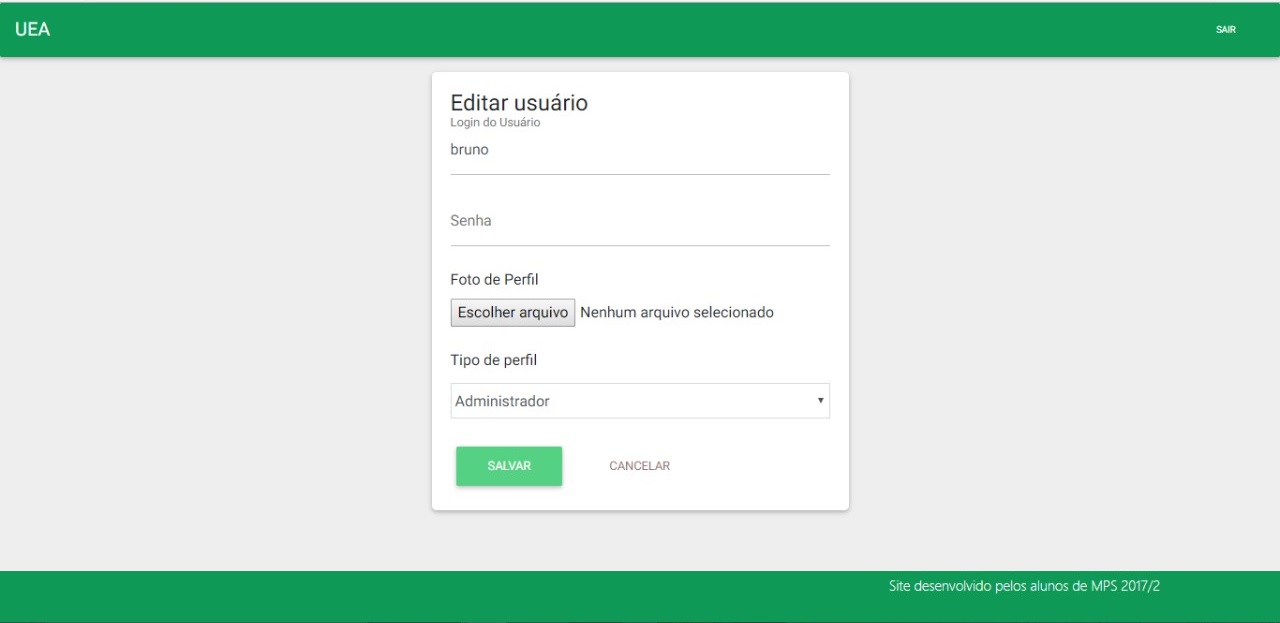 UEA
SAIR
Editar usuário
Login do Usuário
bruno
Senha
Foto de Perfil
Escolher arquivo Nenhum arquivo selecionado
Tipo de perfil
Administrador
SALVAR CANCELAR
Site desenvolvido pelos alunos de MPS 2017/2